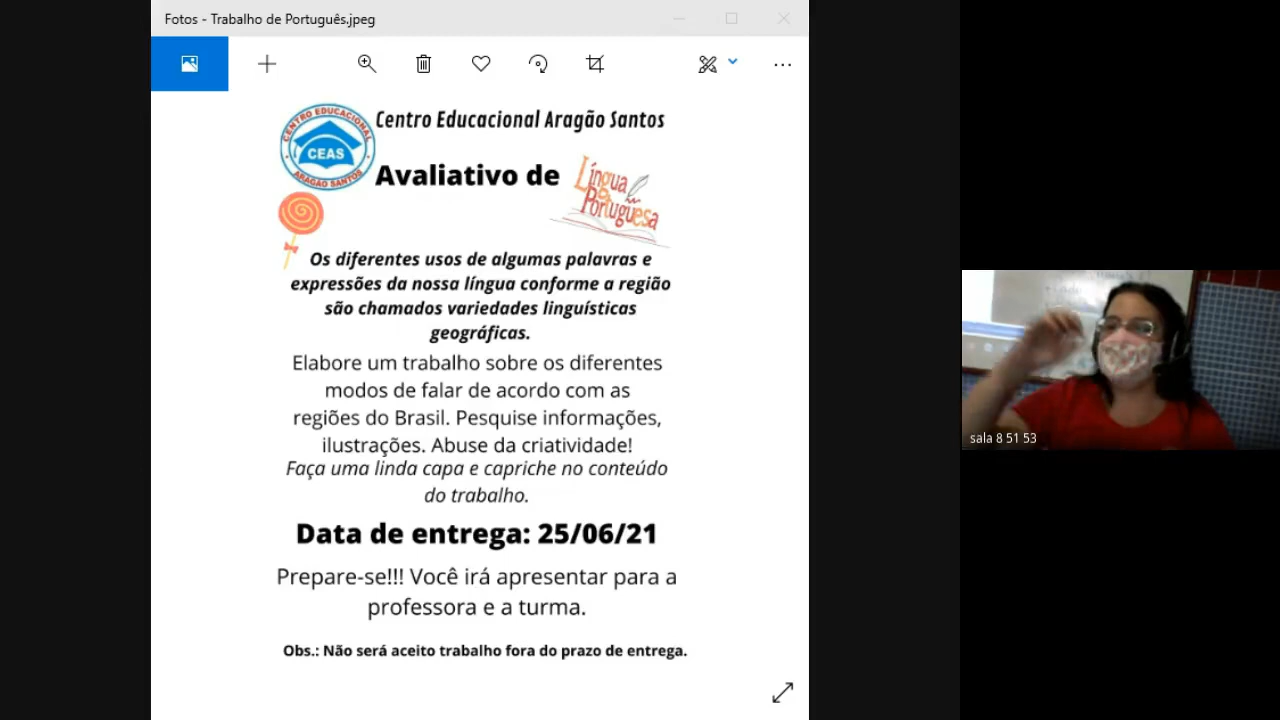 Fotos - Trabalho de Português.jpeg
CENTRO EDUCACIONAL
CEAS
ARAGÃO SANTOS
Centro Educacional Aragão Santos
Avaliativo de
Língua
Portuguesa
Os diferentes usos de algumas palavras e
expressões da nossa língua conforme a região
são chamados variedades linguísticas
geográficas.
Elabore um trabalho sobre os diferentes
modos de falar de acordo com as
regiões do Brasil. Pesquise informações,
ilustrações. Abuse da criatividade!
Faça uma linda capa e capriche no conteúdo
do trabalho.
Data de entrega: 25/06/21
Prepare-se!!! Você irá apresentar para a
professora e a turma.
Obs.: Não será aceito trabalho fora do prazo de entrega.
sala 8 51 53